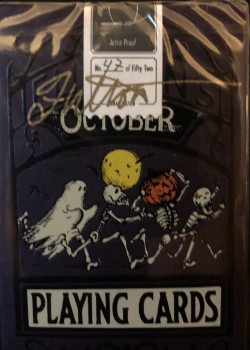 Artist Proof
No. 42 of Fifty Two
OCTOBER
PLAYING CARDS